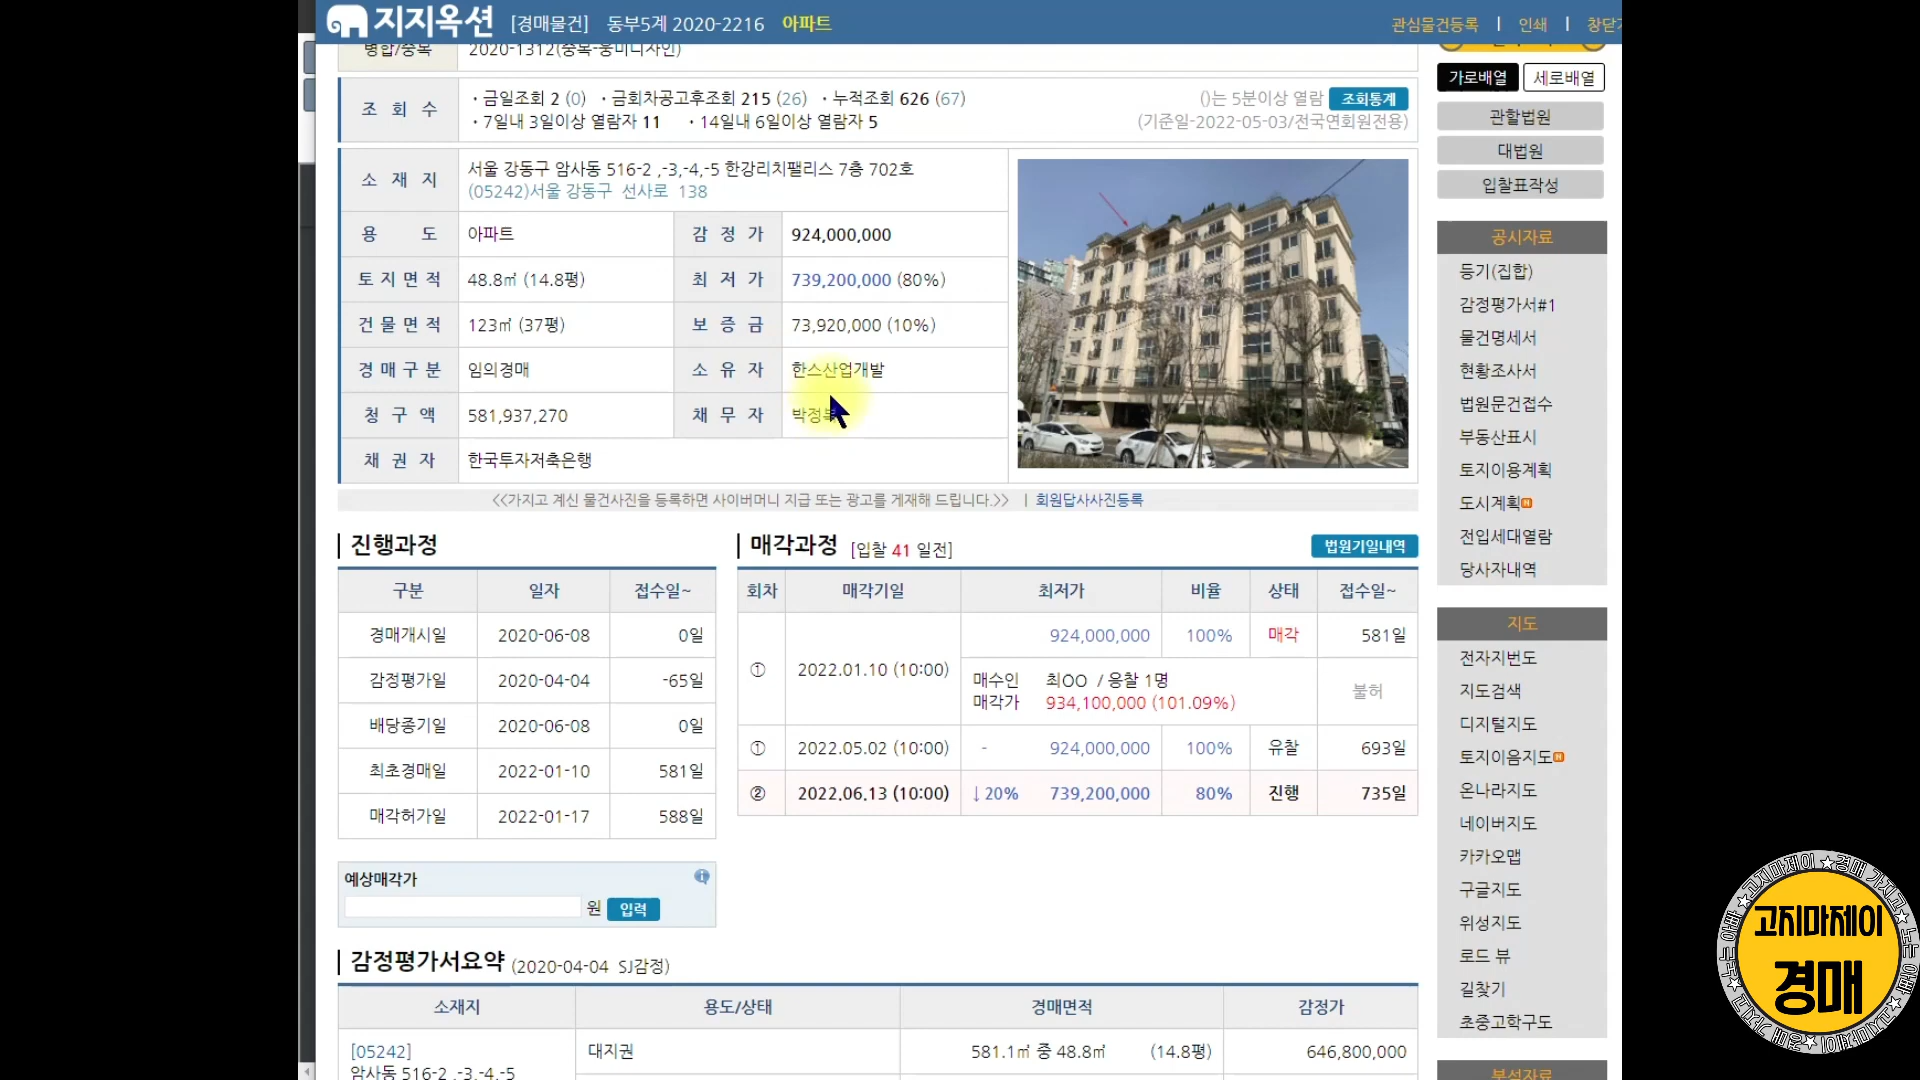 지지옥션 [경매물건] 동부5계 2020-2216 아파트 관심물건등록 | 인쇄 | 창닫기
병합/중복 2020-1312(중복-웅비디자인)
조 회 수 ・금일조회 2 (0) ・금회차공고후조회 215 (26) ・누적조회 626 (67) ()는 5분이상 열람 조회통계
・7일내 3일이상 열람자 11 ・14일내 6일이상 열람자 5 (기준일-2022-05-03/전국연회원전용)
소 재 지 서울 강동구 암사동 516-2 ,-3,-4,-5 한강리치팰리스 7층 702호
(05242)서울 강동구 선사로 138
용 도 아파트 감 정 가 924,000,000
토 지 면 적 48.8㎡ (14.8평) 최 저 가 739,200,000 (80%)
건 물 면 적 123㎡ (37평) 보 증 금 73,920,000 (10%)
경 매 구 분 임의경매 소 유 자 한스산업개발
청 구 액 581,937,270 채 무 자 박정
채 권 자 한국투자저축은행
<<가지고 계신 물건사진을 등록하면 사이버머니 지급 또는 광고를 게재해 드립니다.>> | 회원답사사진등록
진행과정
구분 일자 접수일~
경매개시일 2020-06-08 0일
감정평가일 2020-04-04 -65일
배당종기일 2020-06-08 0일
최초경매일 2022-01-10 581일
매각허가일 2022-01-17 588일
매각과정 [입찰 41 일전] 법원기일내역
회차 매각기일 최저가 비율 상태 접수일~
① 2022.01.10 (10:00) 924,000,000 100% 매각 581일
매수인 최OO / 응찰 1명
매각가 934,100,000 (101.09%)
불허
① 2022.05.02 (10:00) - 924,000,000 100% 유찰 693일
② 2022.06.13 (10:00) ↓20% 739,200,000 80% 진행 735일
예상매각가
원 입력
감정평가서요약 (2020-04-04 SJ감정)
소재지 용도/상태 경매면적 감정가
[05242] 대지권 581.1㎡ 중 48.8㎡ (14.8평) 646,800,000
암사동 516-2 ,-3,-4,-5
가로배열 세로배열
관할법원
대법원
입찰표작성
공시자료
등기(집합)
감정평가서#1
물건명세서
현황조사서
법원문건접수
부동산표시
토지이용계획
도시계획
전입세대열람
당사자내역
지도
전자지번도
지도검색
디지털지도
토지이음지도
온나라지도
네이버지도
카카오맵
구글지도
위성지도
로드 뷰
길찾기
초중고학구도
분석자료
고지마제이
경매